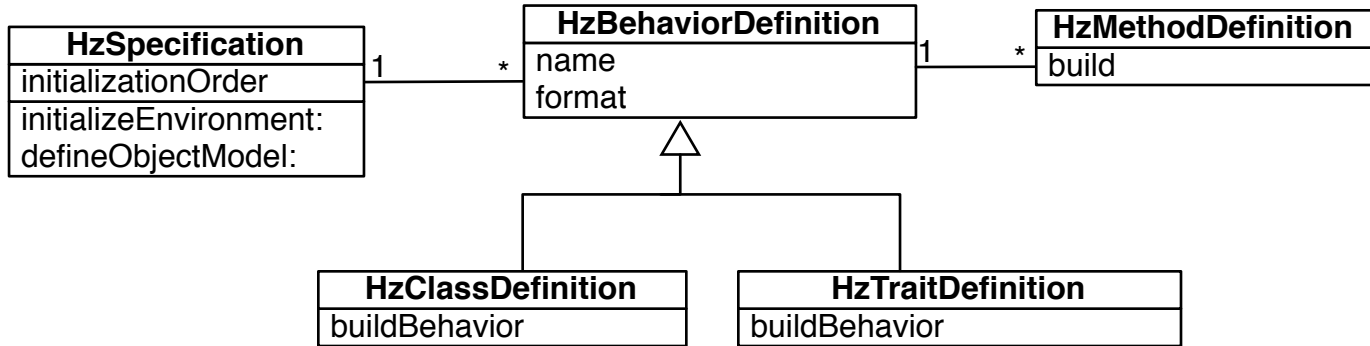 HzSpecification
initializationOrder
initializeEnvironment:
defineObjectModel:
1
*
HzBehaviorDefinition
name
format
1
*
HzMethodDefinition
build
HzClassDefinition
buildBehavior
HzTraitDefinition
buildBehavior